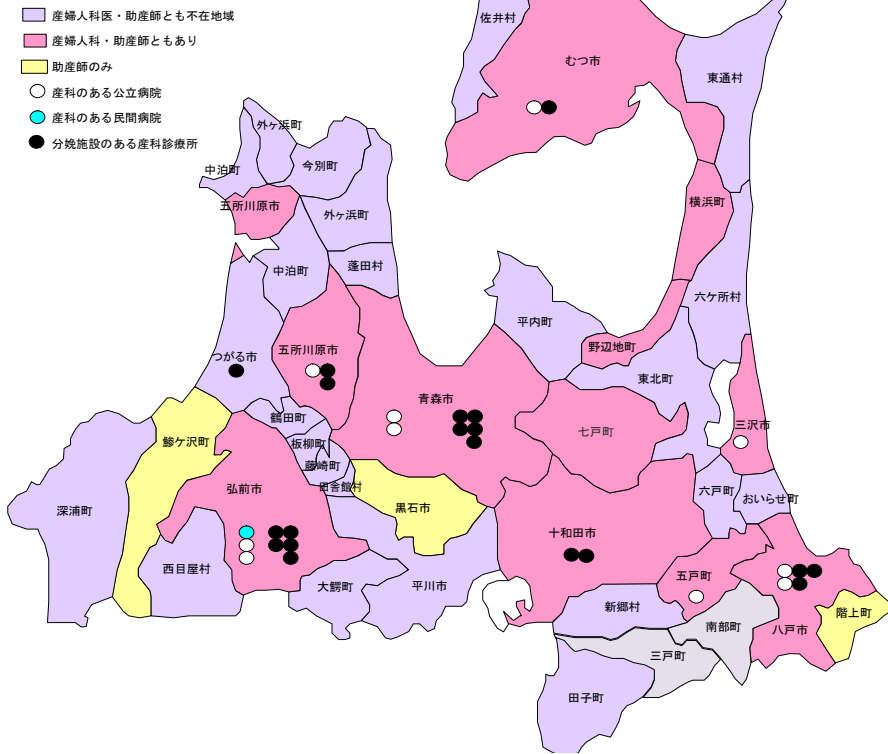 産婦人科医・助産師とも不在地域
産婦人科・助産師ともあり
助産師のみ
産科のある公立病院
産科のある民間病院
分娩施設のある産科診療所
佐井村
むつ市
東通村
外ヶ浜町
今別町
中泊町
五所川原市
外ヶ浜町
横浜町
中泊町
蓬田村
六ケ所村
平内町
野辺地町
つがる市
五所川原市
東北町
青森市
鶴田町
七戸町
三沢市
板柳町
鰺ケ沢町
藤崎町
田舎館村
弘前市
六戸町
おいらせ町
黒石市
深浦町
十和田市
西目屋村
五戸町
大鰐町
平川市
新郷村
階上町
南部町
八戸市
三戸町
田子町